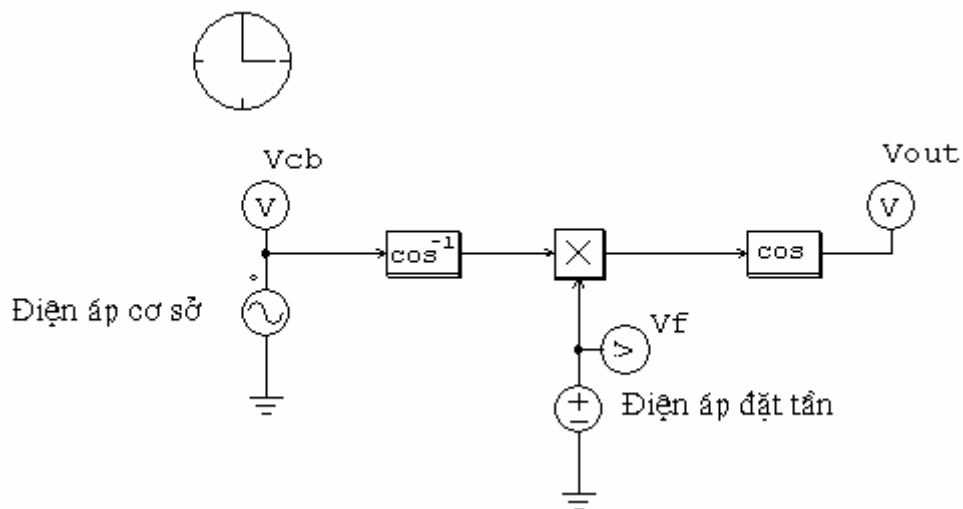 Vcb
Vout
V
V
cos⁻¹
×
cos
Điện áp cơ sở
V
Vf
Điện áp đặt tần